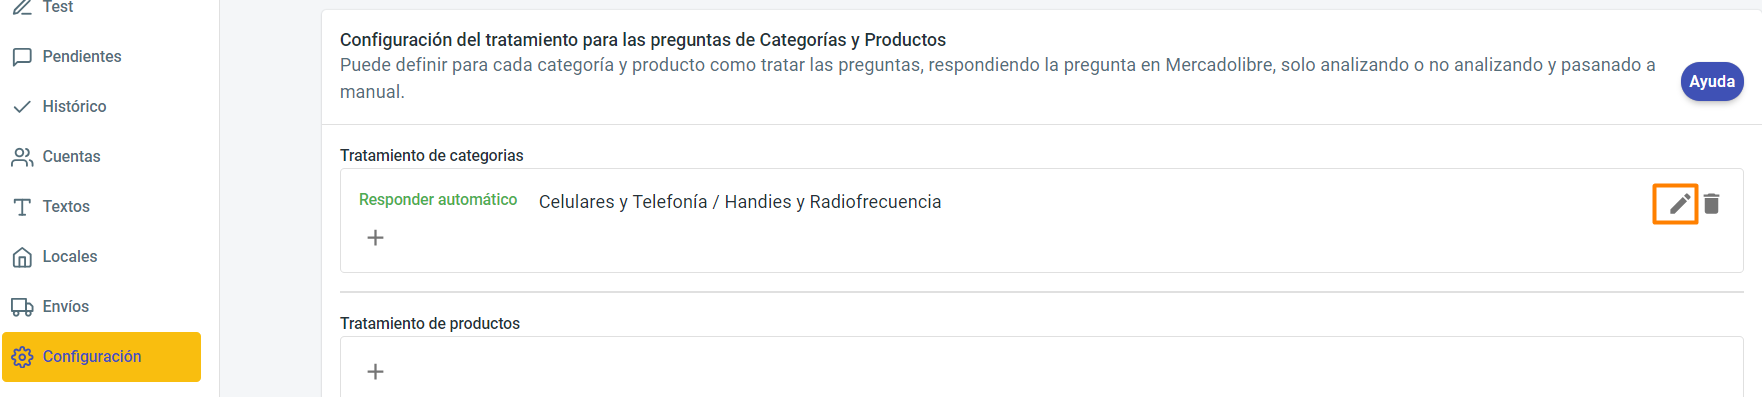 Test
Pendientes
Histórico
Cuentas
Textos
Locales
Envíos
Configuración
Configuración del tratamiento para las preguntas de Categorías y Productos
Puede definir para cada categoría y producto como tratar las preguntas, respondiendo la pregunta en Mercadolibre, solo analizando o no analizando y pasanado a
manual.
Ayuda
Tratamiento de categorias
Responder automático Celulares y Telefonía / Handies y Radiofrecuencia
Tratamiento de productos